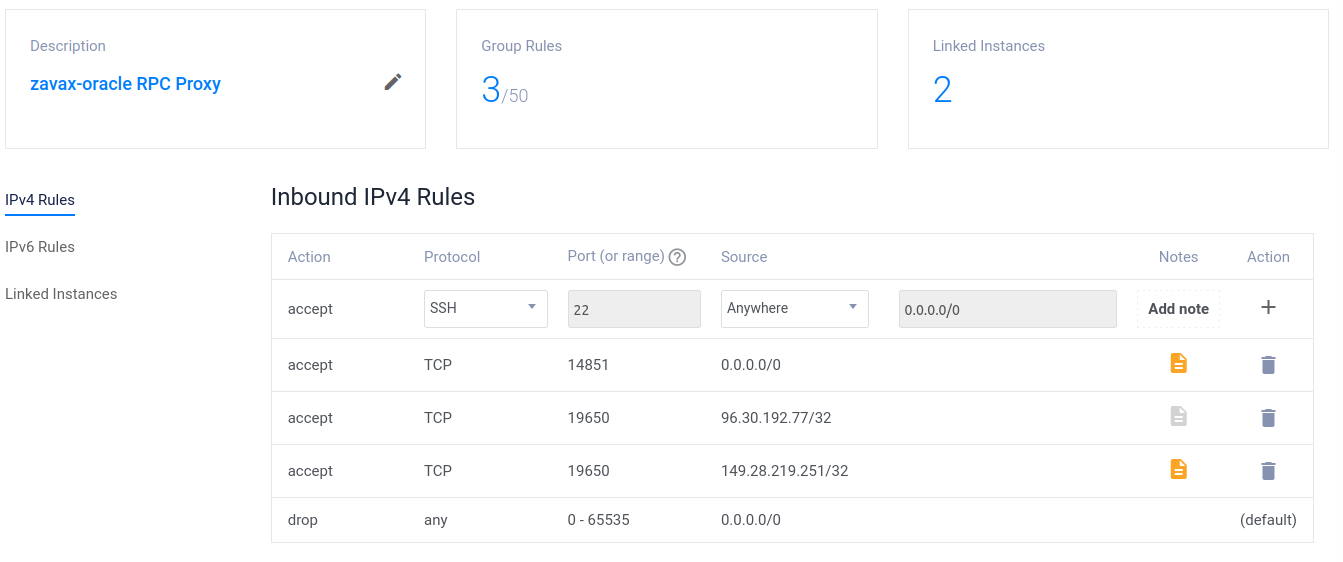 Description
zavax-oracle RPC Proxy
Group Rules
3/50
Linked Instances
2
IPv4 Rules
IPv6 Rules
Linked Instances
Inbound IPv4 Rules
Action Protocol Port (or range) ? Source Notes Action
accept SSH 22 Anywhere 0.0.0.0/0 Add note +
accept TCP 14851 0.0.0.0/0
accept TCP 19650 96.30.192.77/32
accept TCP 19650 149.28.219.251/32
drop any 0 - 65535 0.0.0.0/0 (default)